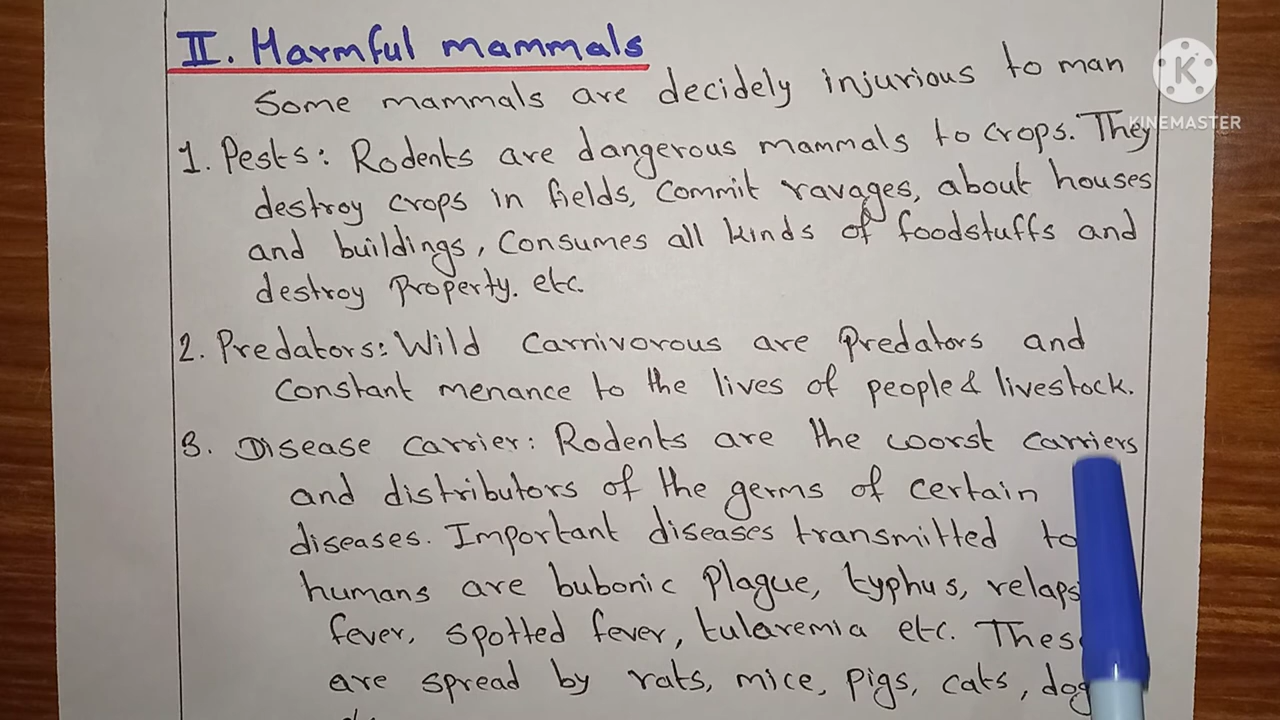 II. Harmful mammals
Some mammals are decidely injurious to man
1. Pests: Rodents are dangerous mammals to crops. They
destroy crops in fields, commit ravages, about houses
and buildings, consumes all kinds of foodstuffs and
destroy property. etc.
2. Predators: Wild carnivorous are predators and
constant menance to the lives of people & livestock.
3. Disease carrier: Rodents are the worst carriers
and distributors of the germs of certain
diseases. Important diseases transmitted to
humans are bubonic plague, typhus, relaps
fever, spotted fever, tularemia etc. Thes
are spread by rats, mice, pigs, cats, dog
K
KINEMASTER